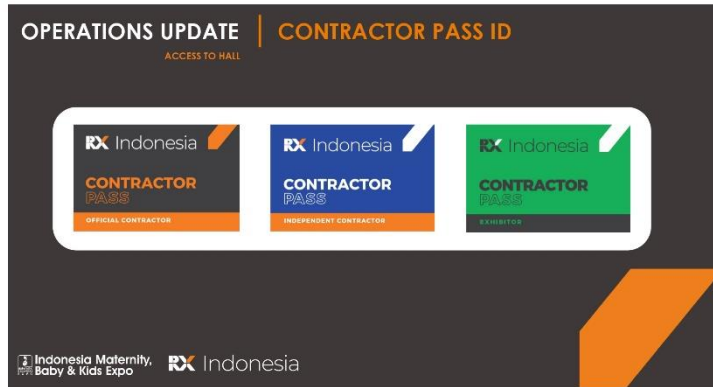 OPERATIONS UPDATE
CONTRACTOR PASS ID
ACCESS TO HALL
RX Indonesia
CONTRACTOR
PASS
OFFICIAL CONTRACTOR
RX Indonesia
CONTRACTOR
PASS
INDEPENDENT CONTRACTOR
RX Indonesia
CONTRACTOR
PASS
EXHIBITOR
Indonesia Maternity,
Baby & Kids Expo
RX Indonesia